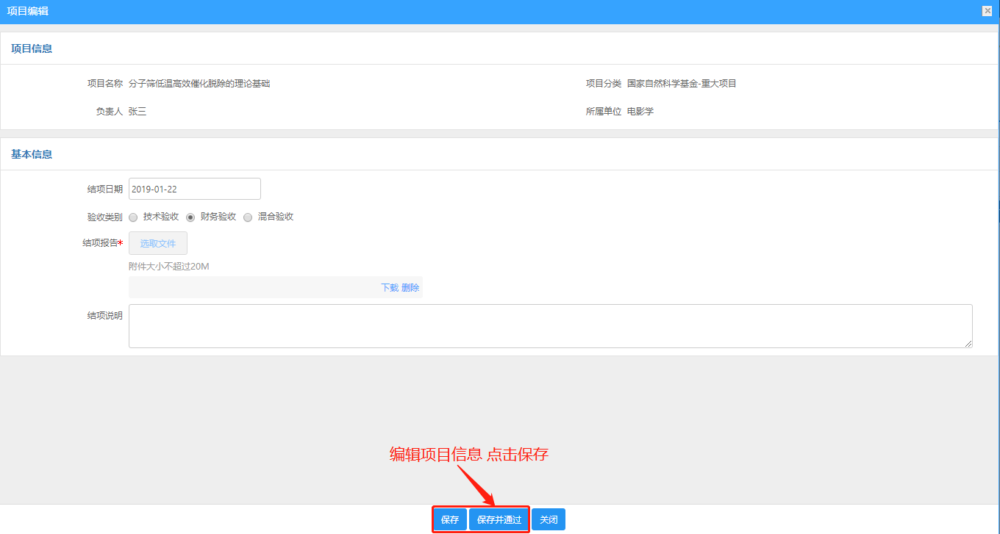 项目编辑
项目信息
项目名称 分子筛低温高效催化脱除的理论基础 项目分类 国家自然科学基金-重大项目
负责人 张三 所属单位 电影学
基本信息
结项日期 2019-01-22
验收类别 技术验收 财务验收 混合验收
结项报告* 选取文件
附件大小不超过20M
下载 删除
结项说明
编辑项目信息 点击保存
保存 保存并通过 关闭